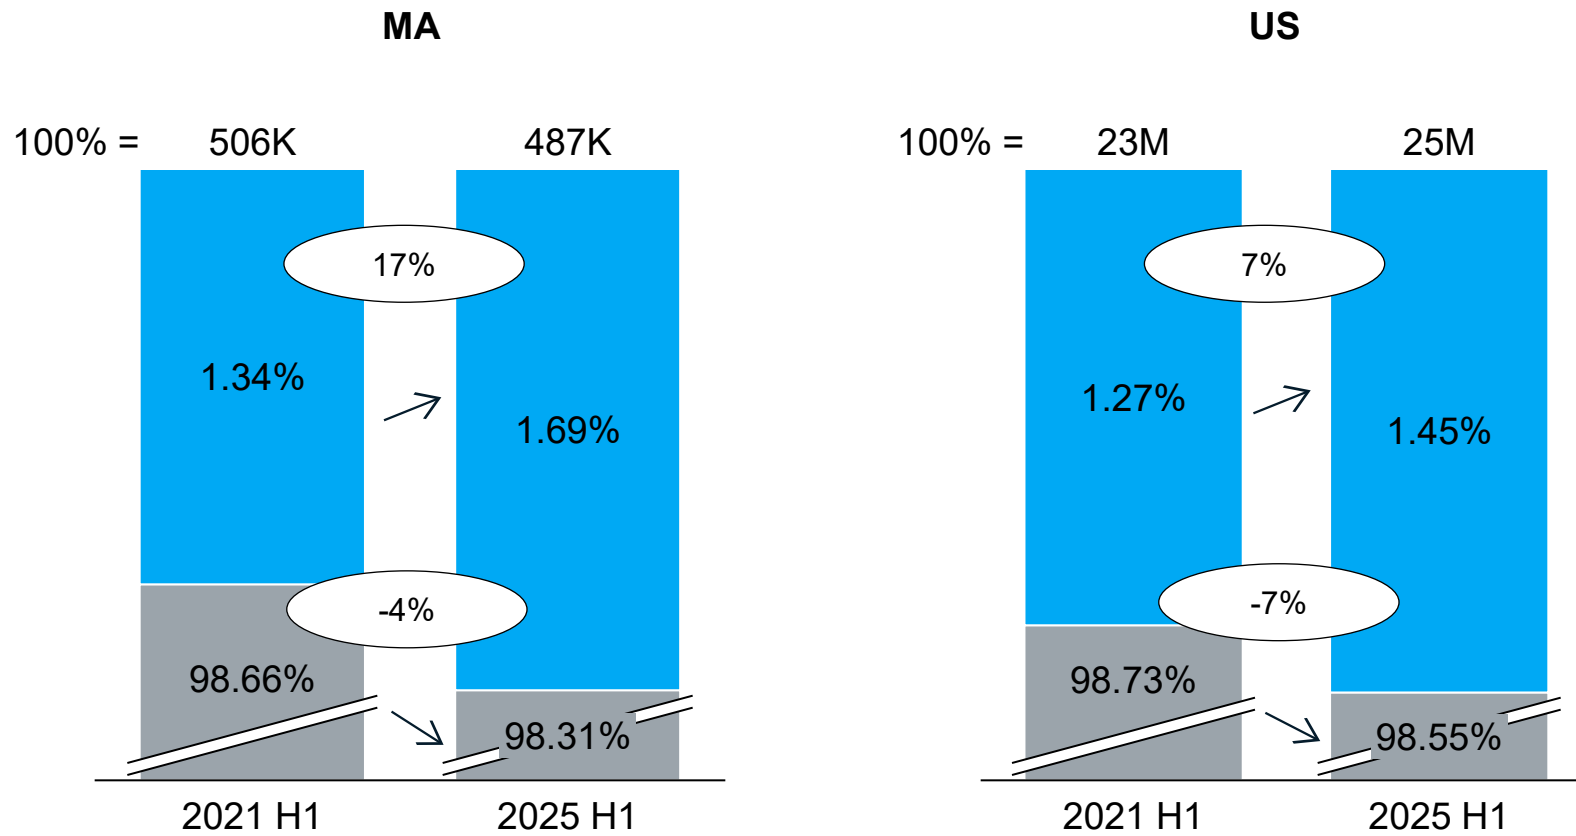 MA
100% = 506K 487K
17%
1.34%
1.69%
-4%
98.66%
98.31%
2021 H1 2025 H1
US
100% = 23M 25M
7%
1.27%
1.45%
-7%
98.73%
98.55%
2021 H1 2025 H1